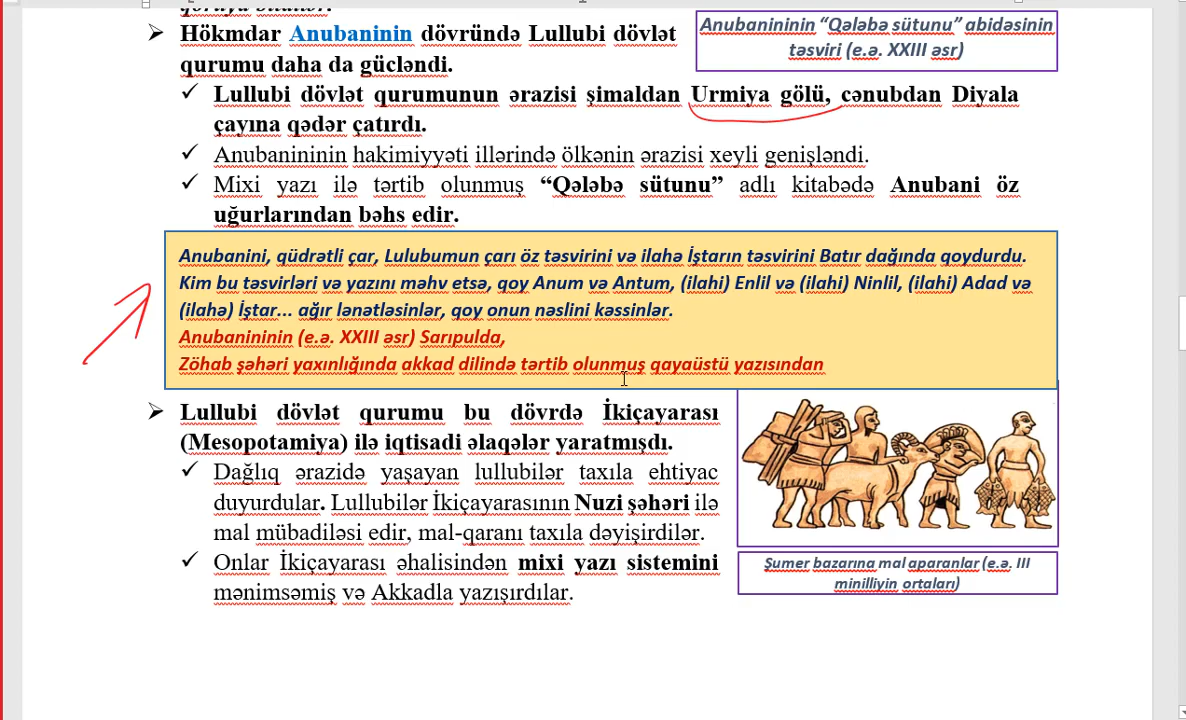 qoruya bilənlər.
Hökmdar Anubaninin dövründə Lullubi dövlət
qurumu daha da gücləndi.
Anubanininin “Qələbə sütunu” abidəsinin
təsviri (e.ə. XXIII əsr)
Lullubi dövlət qurumunun ərazisi şimaldan Urmiya gölü, cənubdan Diyala
çayına qədər çatırdı.
Anubanininin hakimiyyəti illərində ölkənin ərazisi xeyli genişləndi.
Mixi yazı ilə tərtib olunmuş “Qələbə sütunu” adlı kitabədə Anubani öz
uğurlarından bəhs edir.
Anubanini, qüdrətli çar, Lulubumun çarı öz təsvirini və ilahə İştarın təsvirini Batır dağında qoydurdu.
Kim bu təsvirləri və yazını məhv etsə, qoy Anum və Antum, (ilahi) Enlil və (ilahi) Ninlil, (ilahi) Adad və
(ilahə) İştar... ağır lənətləsinlər, qoy onun nəslini kəssinlər.
Anubanininin (e.ə. XXIII əsr) Sarıpulda,
Zöhab şəhəri yaxınlığında akkad dilində tərtib olunmuş qayaüstü yazısından
Lullubi dövlət qurumu bu dövrdə İkiçayarası
(Mesopotamiya) ilə iqtisadi əlaqələr yaratmışdı.
Dağlıq ərazidə yaşayan lullubilər taxıla ehtiyac
duyurdular. Lullubilər İkiçayarasının Nuzi şəhəri ilə
mal mübadiləsi edir, mal-qaranı taxıla dəyişirdilər.
Onlar İkiçayarası əhalisindən mixi yazı sistemini
mənimsəmiş və Akkadla yazışırdılar.
Şumer bazarına mal aparanlar (e.ə. III
minilliyin ortaları)